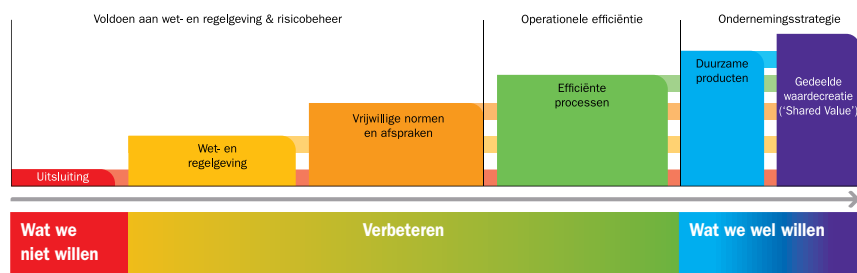 Voldoen aan wet- en regelgeving & risicobeheer
Operationele efficiëntie
Ondernemingsstrategie
Uitsluiting
Wet- en
regelgeving
Vrijwillige normen
en afspraken
Efficiënte
processen
Duurzame
producten
Gedeelde
waardecreatie
(‘Shared Value’)
Wat we
niet willen
Verbeteren
Wat we wel willen